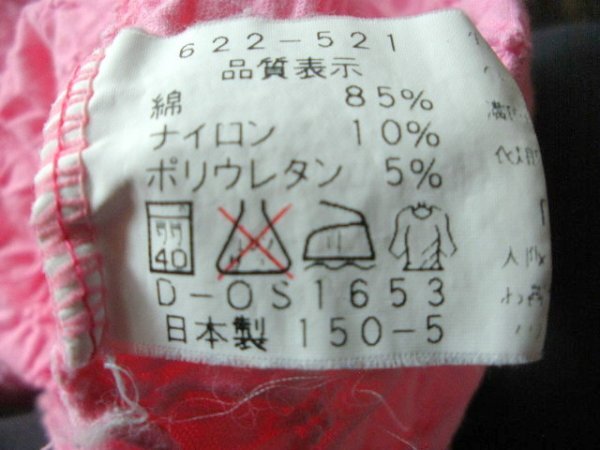 622-521
品質表示
綿 85%
ナイロン 10%
ポリウレタン 5%
40
D-OS1653
日本製 150-5